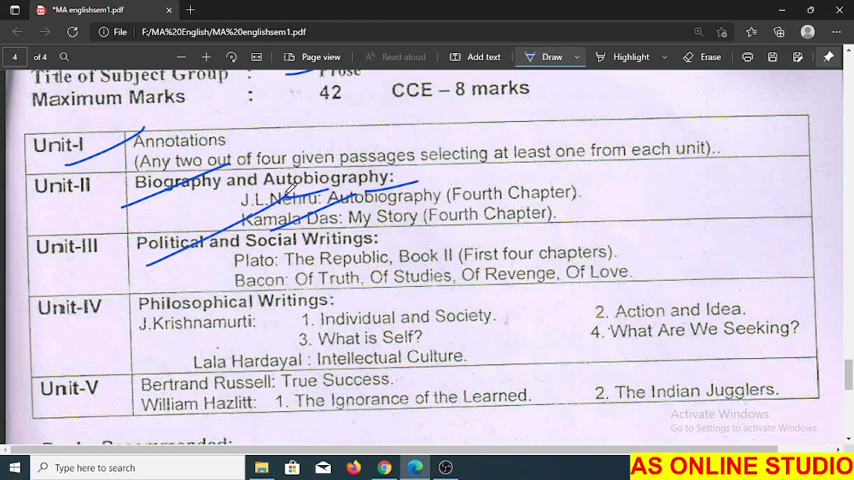 *MA englishsem1.pdf
File
F:/MA%20English/MA%20englishsem1.pdf
4 of 4
Page view
Read aloud
Add text
Draw
Highlight
Erase
Title of Subject Group : Prose
Maximum Marks : 42 CCE – 8 marks
Unit-I Annotations
(Any two out of four given passages selecting at least one from each unit)..
Unit-II Biography and Autobiography:
J.L.Nehru: Autobiography (Fourth Chapter).
Kamala Das: My Story (Fourth Chapter).
Unit-III Political and Social Writings:
Plato: The Republic, Book II (First four chapters).
Bacon: Of Truth, Of Studies, Of Revenge, Of Love.
Unit-IV Philosophical Writings:
J.Krishnamurti: 1. Individual and Society. 2. Action and Idea.
3. What is Self? 4. What Are We Seeking?
Lala Hardayal : Intellectual Culture.
Unit-V Bertrand Russell: True Success.
William Hazlitt: 1. The Ignorance of the Learned. 2. The Indian Jugglers.
Activate Windows
Go to Settings to activate Windows.
Type here to search
AS ONLINE STUDIO